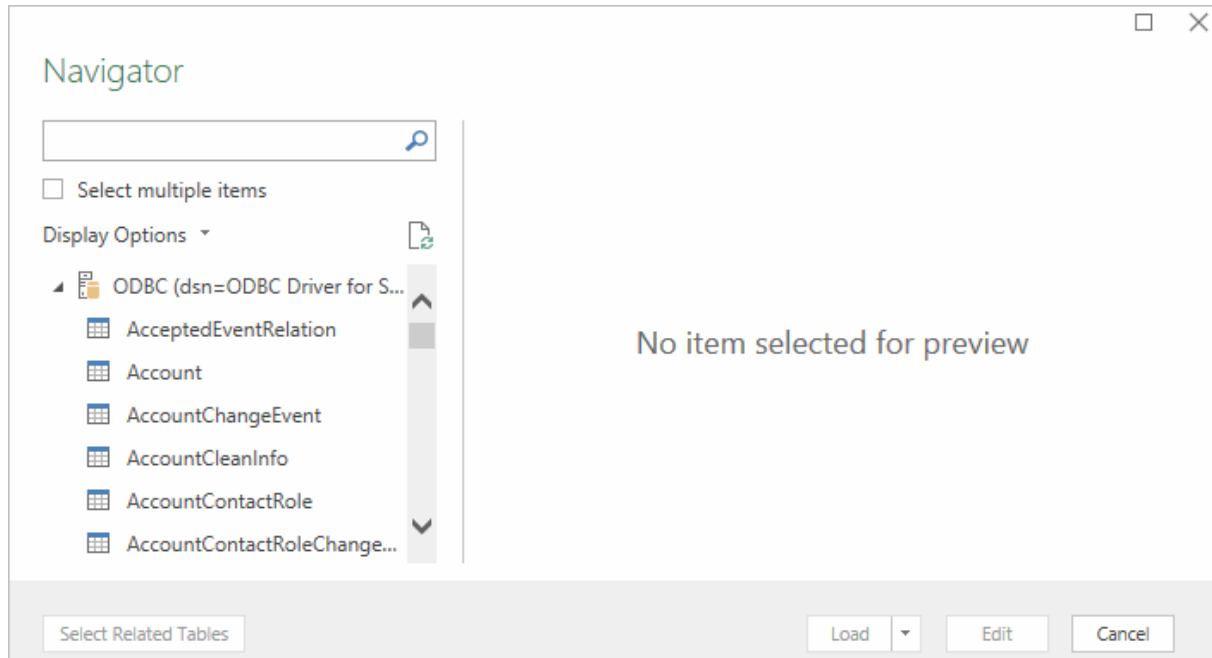 Navigator
Select multiple items
Display Options
ODBC (dsn=ODBC Driver for S...
AcceptedEventRelation
Account
AccountChangeEvent
AccountCleanInfo
AccountContactRole
AccountContactRoleChange...
No item selected for preview
Select Related Tables
Load
Edit
Cancel